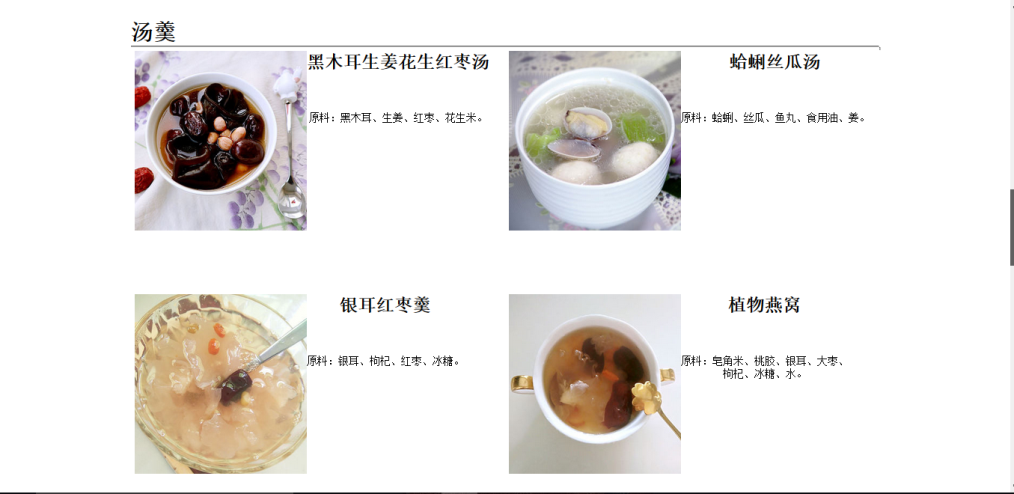 汤羹
黑木耳生姜花生红枣汤
原料：黑木耳、生姜、红枣、花生米。
蛤蜊丝瓜汤
原料：蛤蜊、丝瓜、鱼丸、食用油、姜。
银耳红枣羹
原料：银耳、枸杞、红枣、冰糖。
植物燕窝
原料：皂角米、桃胶、银耳、大枣、
枸杞、冰糖、水。